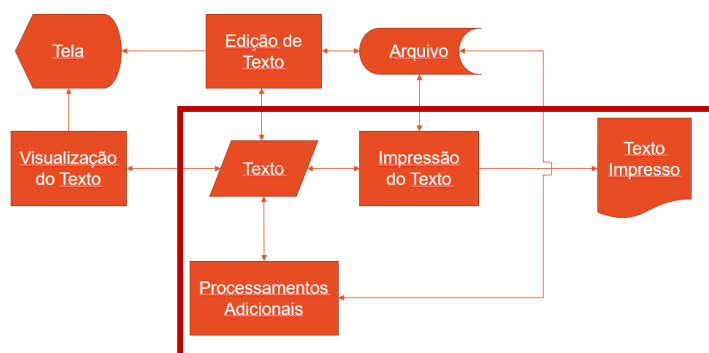 Tela
Edição de
Texto
Arquivo
Visualização
do Texto
Texto
Impressão
do Texto
Texto
Impresso
Processamentos
Adicionais